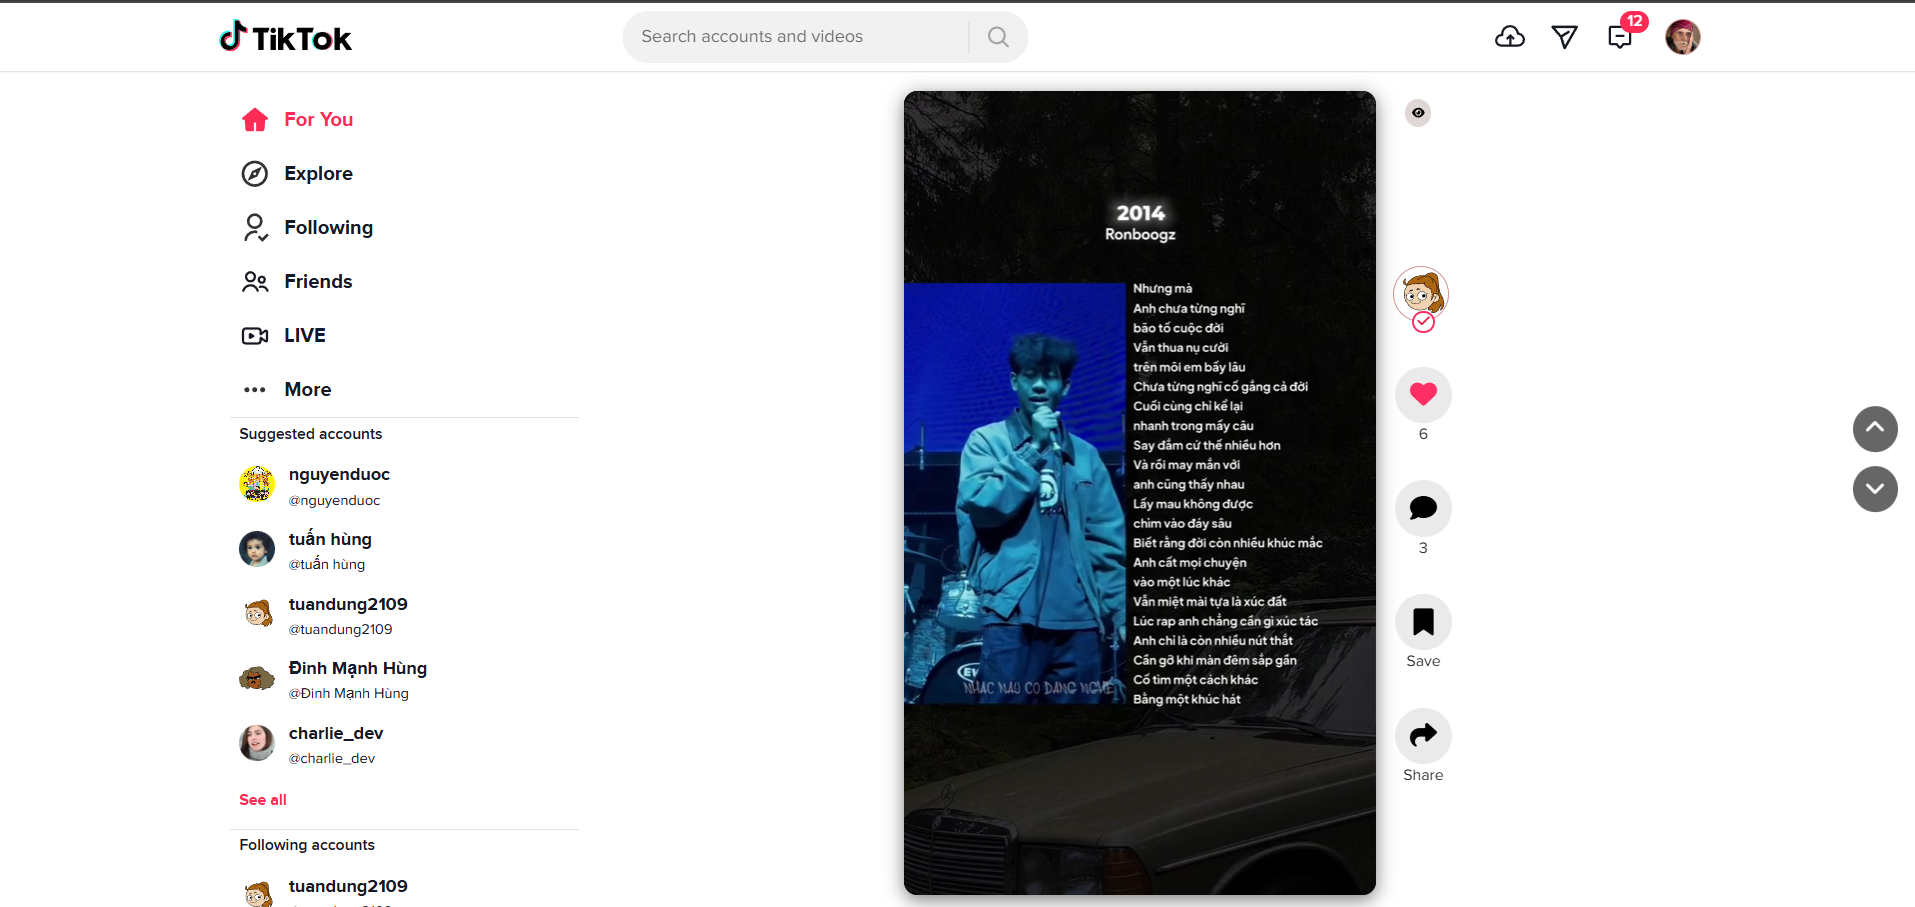 TikTok
Search accounts and videos
12
For You
Explore
Following
Friends
LIVE
More
Suggested accounts
nguyenduoc
@nguyenduoc
tuấn hùng
@tuấn hùng
tuandung2109
@tuandung2109
Đinh Mạnh Hùng
@Đinh Mạnh Hùng
charlie_dev
@charlie_dev
See all
Following accounts
tuandung2109
2014
Ronboogz
Nhưng mà
Anh chưa từng nghĩ
bão tố cuộc đời
Vẫn thua nụ cười
trên môi em bấy lâu
Chưa từng nghĩ cố gắng cả đời
Cuối cùng chỉ kể lại
nhanh trong mấy câu
Say đắm cứ thế nhiều hơn
Và rồi may mắn với
anh cũng thấy nhau
Lấy mau không được
chìm vào đáy sâu
Biết rằng đời còn nhiều khúc mắc
Anh cất mọi chuyện
vào một lúc khác
Vẫn miệt mài tựa là xúc đất
Lúc rap anh chẳng cần gì xúc tác
Anh chỉ là còn nhiều nút thắt
Cần gỡ khi màn đêm sắp gần
Cố tìm một cách khác
Bằng một khúc hát
NHẠC NÀY CÓ ĐÁNG NGHE
6
3
Save
Share